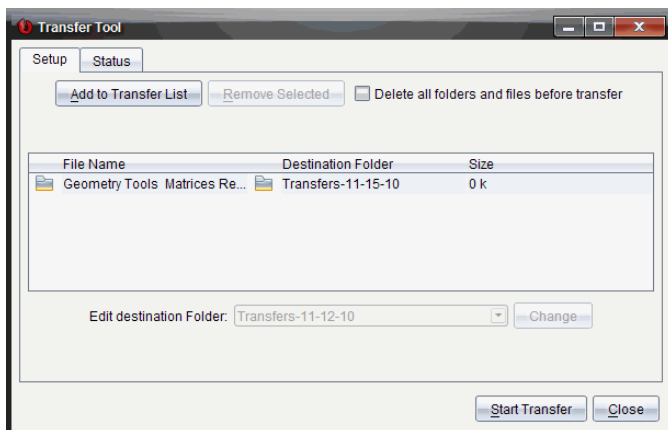 Transfer Tool
Setup Status
Add to Transfer List Remove Selected Delete all folders and files before transfer
File Name Destination Folder Size
Geometry Tools Matrices Re... Transfers-11-15-10 0 k
Edit destination Folder: Transfers-11-12-10 Change
Start Transfer Close